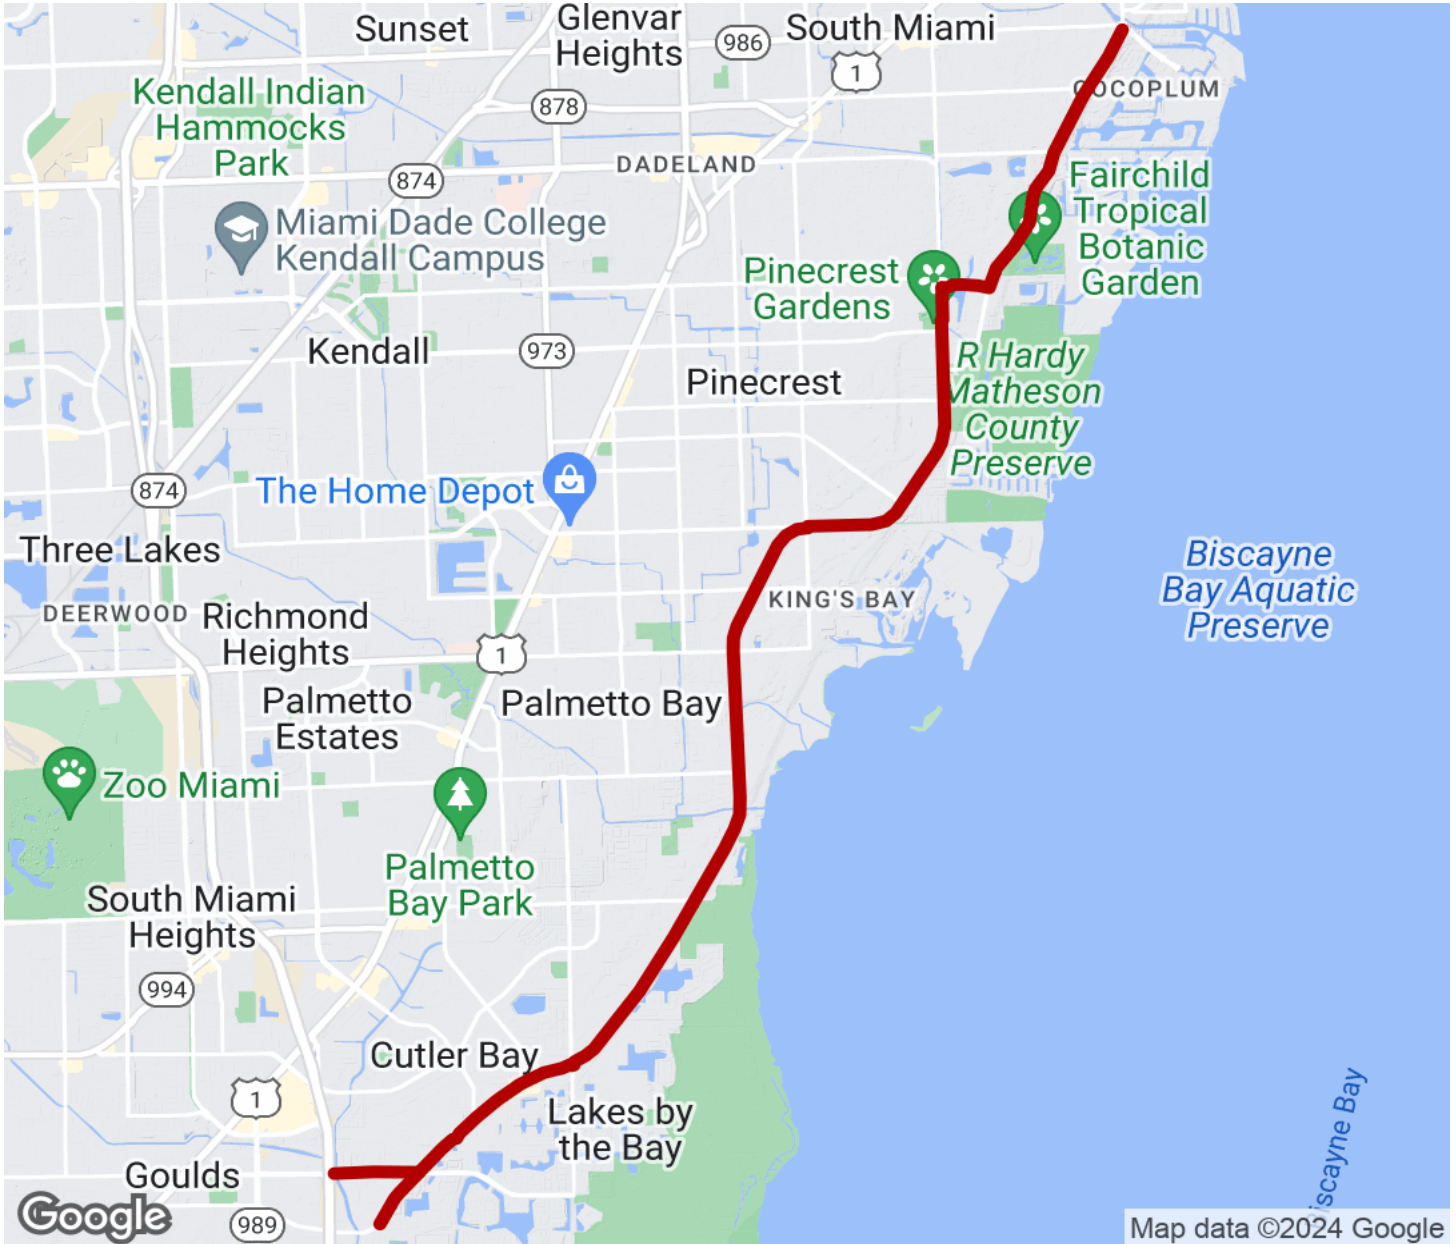 Sunset
Glenvar
Heights
986
South Miami
1
Kendall Indian
Hammocks
Park
878
COCOPLUM
DADELAND
874
Fairchild
Tropical
Botanic
Garden
Miami Dade College
Kendall Campus
Pinecrest
Gardens
Kendall
973
Pinecrest
R Hardy
Matheson
County
Preserve
874
The Home Depot
Three Lakes
Biscayne
Bay Aquatic
Preserve
DEERWOOD
Richmond
Heights
KING'S BAY
1
Palmetto
Estates
Palmetto Bay
Zoo Miami
Palmetto
Bay Park
South Miami
Heights
994
Cutler Bay
1
Lakes by
the Bay
Biscayne Bay
Goulds
Google
989
Map data ©2024 Google